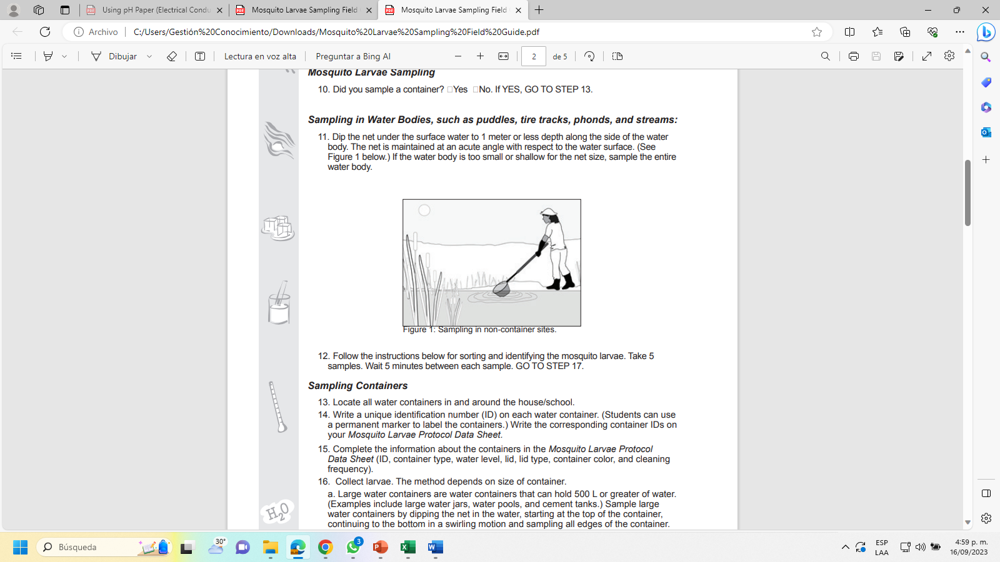 Using pH Paper (Electrical Condu
Mosquito Larvae Sampling Field
Mosquito Larvae Sampling Field
Archivo
C:/Users/Gestión%20Conocimiento/Downloads/Mosquito%20Larvae%20Sampling%20Field%20Guide.pdf
Dibujar
Lectura en voz alta
Preguntar a Bing AI
2
de 5
Mosquito Larvae Sampling
10. Did you sample a container? □Yes □No. If YES, GO TO STEP 13.
Sampling in Water Bodies, such as puddles, tire tracks, phonds, and streams:
11. Dip the net under the surface water to 1 meter or less depth along the side of the water
body. The net is maintained at an acute angle with respect to the water surface. (See
Figure 1 below.) If the water body is too small or shallow for the net size, sample the entire
water body.
Figure 1: Sampling in non-container sites.
12. Follow the instructions below for sorting and identifying the mosquito larvae. Take 5
samples. Wait 5 minutes between each sample. GO TO STEP 17.
Sampling Containers
13. Locate all water containers in and around the house/school.
14. Write a unique identification number (ID) on each water container. (Students can use
a permanent marker to label the containers.) Write the corresponding container IDs on
your Mosquito Larvae Protocol Data Sheet.
15. Complete the information about the containers in the Mosquito Larvae Protocol
Data Sheet (ID, container type, water level, lid, lid type, container color, and cleaning
frequency).
16. Collect larvae. The method depends on size of container.
a. Large water containers are water containers that can hold 500 L or greater of water.
(Examples include large water jars, water pools, and cement tanks.) Sample large
water containers by dipping the net in the water, starting at the top of the container,
continuing to the bottom in a swirling motion and sampling all edges of the container.
H2O
Búsqueda
30°
3
ESP
LAA
4:59 p. m.
16/09/2023